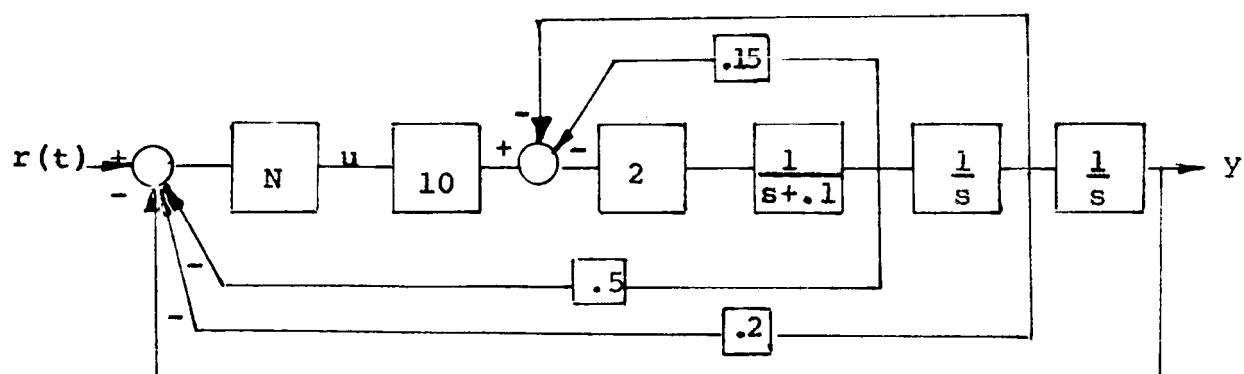 .15
r(t) + - N u 10 + - - 2 1/(s+.1) 1/s 1/s y
- .5
- .2